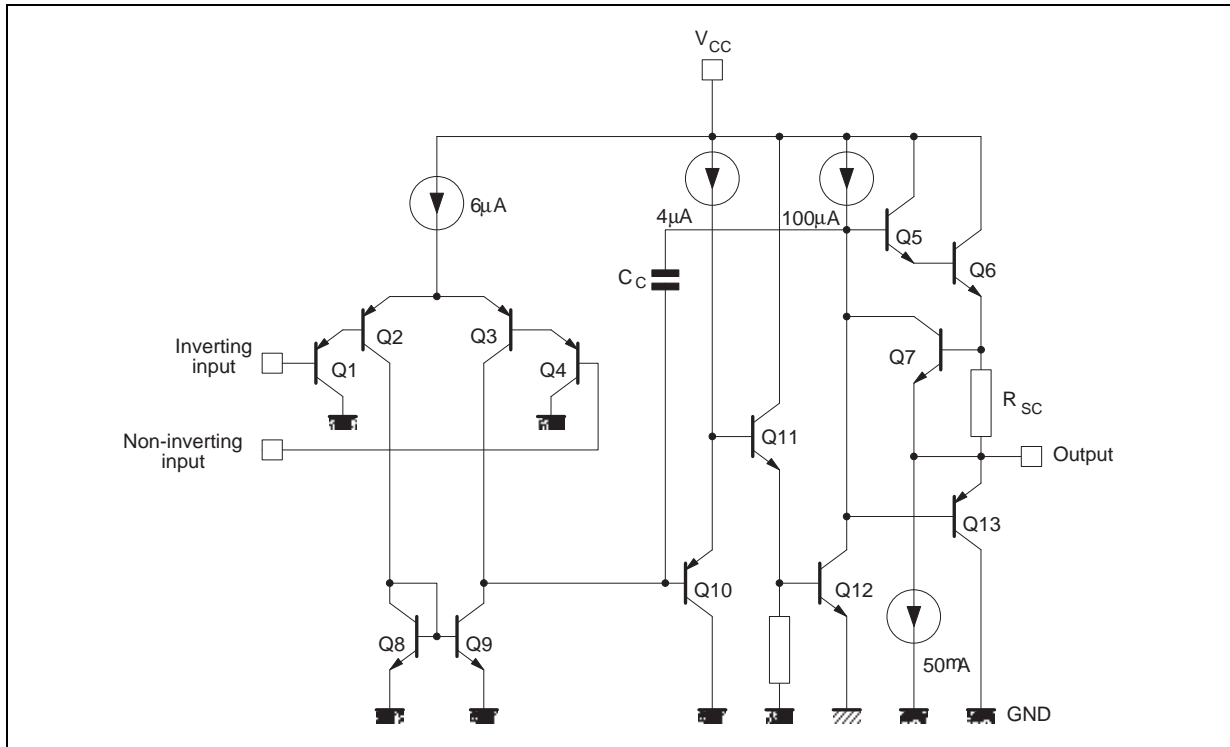 V CC
6μA
4μA
100μA
Q5
Q6
C C
Q2
Q3
Inverting
input
Q1
Q4
Q7
R SC
Non-inverting
input
Q11
Output
Q13
Q10
Q12
Q8
Q9
50mA
GND